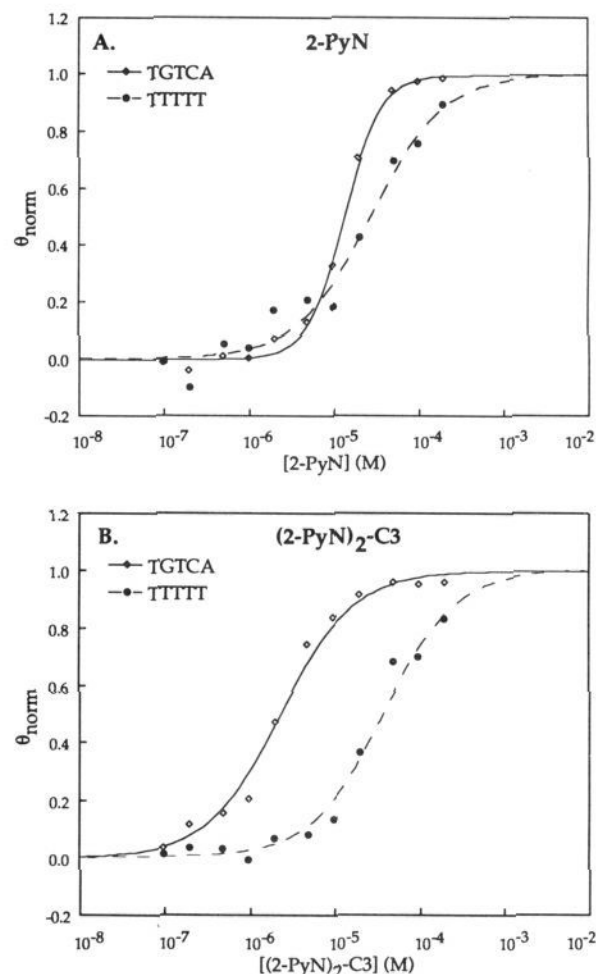 1.2
A.
2-PyN
1.0
TGTCA
TTTTT
0.8
0.6
θnorm
0.4
0.2
0.0
-0.2
10-8
10-7
10-6
10-5
10-4
10-3
10-2
[2-PyN] (M)
1.2
B.
(2-PyN)2-C3
1.0
TGTCA
TTTTT
0.8
0.6
θnorm
0.4
0.2
0.0
-0.2
10-8
10-7
10-6
10-5
10-4
10-3
10-2
[(2-PyN)2-C3] (M)